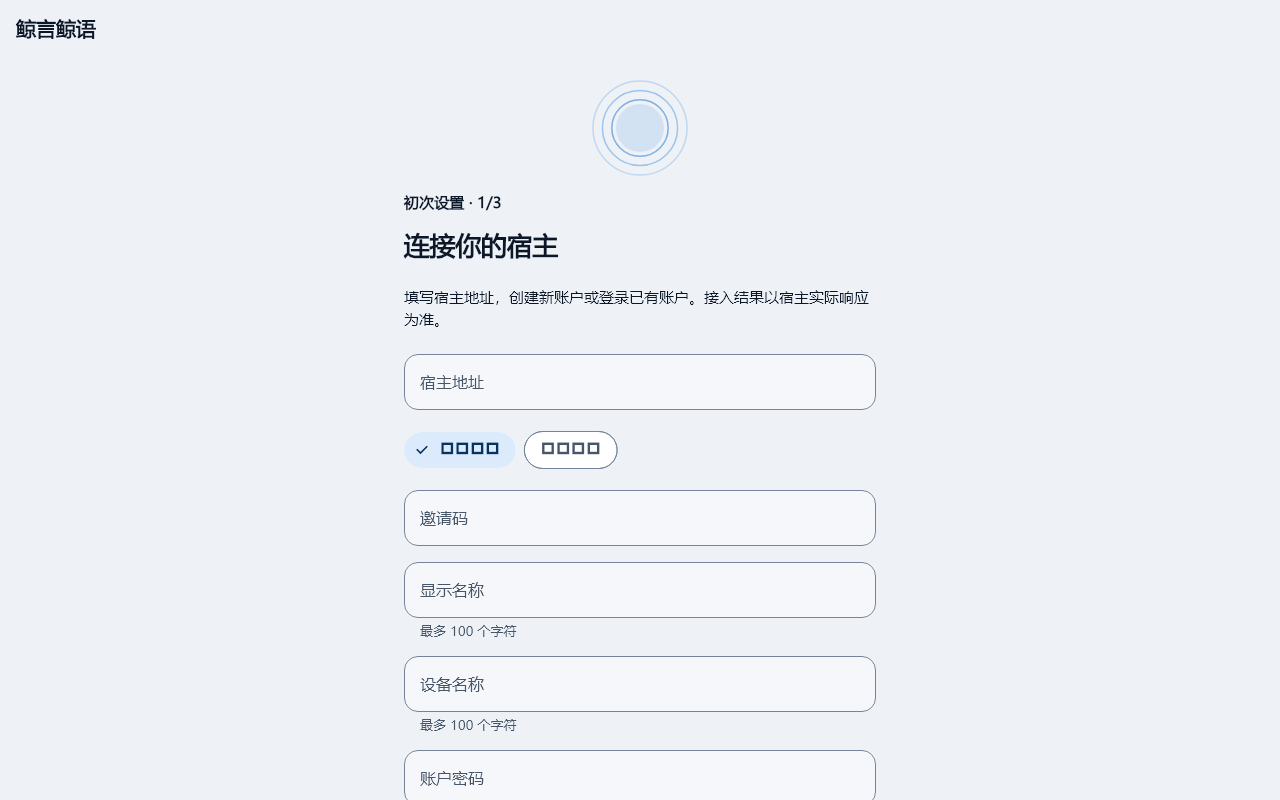 鲸言鲸语
初次设置 · 1/3
连接你的宿主
填写宿主地址，创建新账户或登录已有账户。接入结果以宿主实际响应
为准。
宿主地址
邀请码
显示名称
最多 100 个字符
设备名称
最多 100 个字符
账户密码